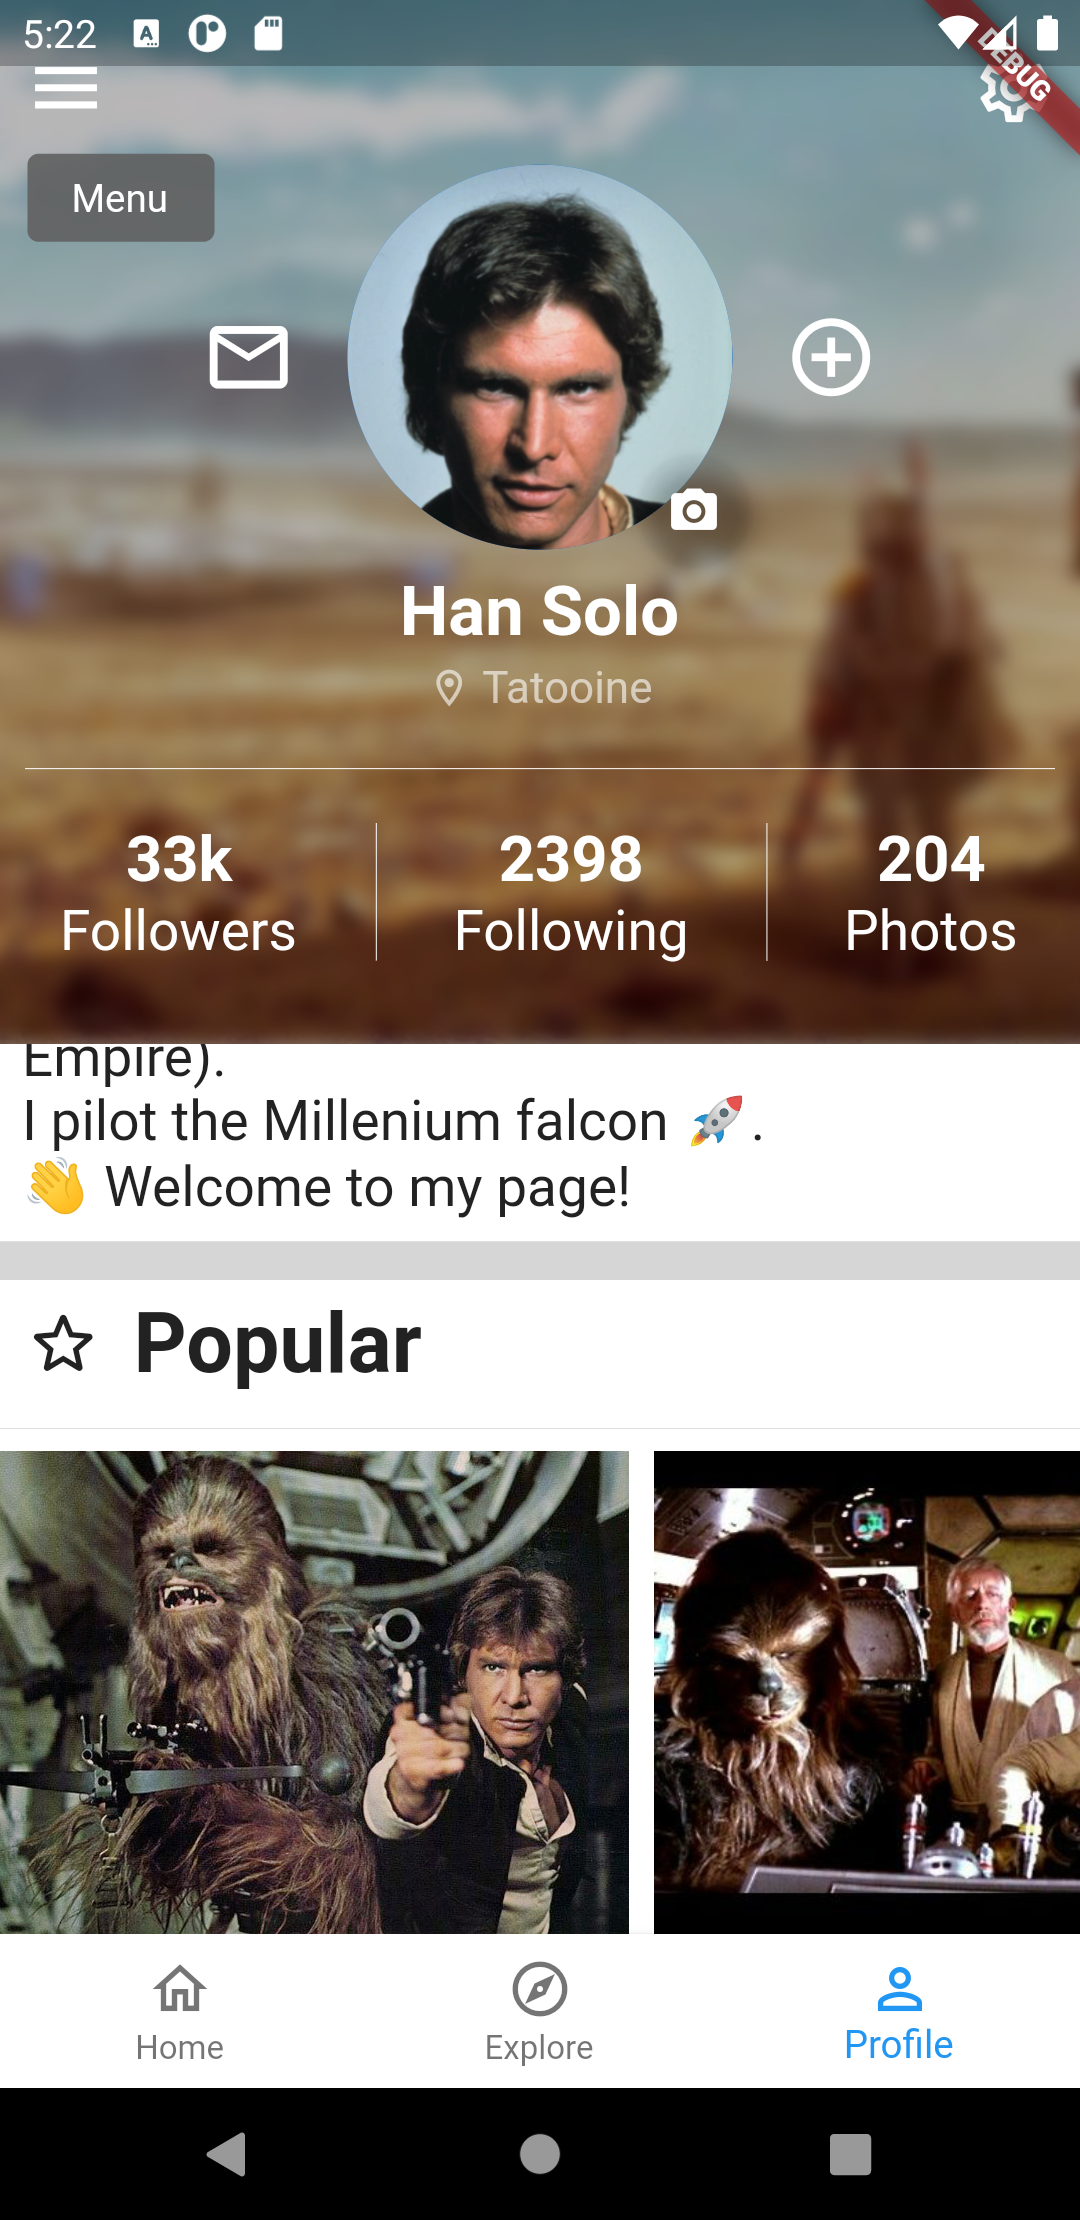 5:22
DEBUG
Menu
Han Solo
Tatooine
33k 2398 204
Followers Following Photos
Empire).
I pilot the Millenium falcon 🚀.
👋 Welcome to my page!
Popular
Home Explore Profile